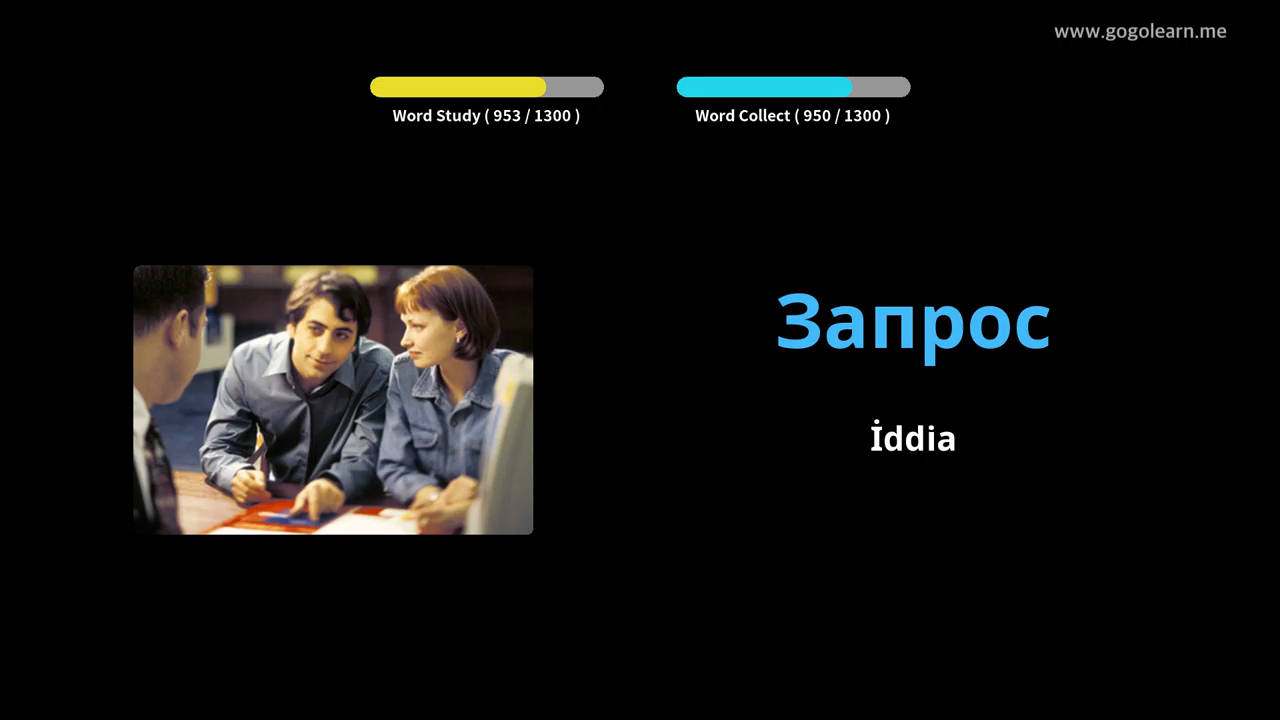 www.gogolearn.me
Word Study ( 953 / 1300 )
Word Collect ( 950 / 1300 )
Запрос
İddia